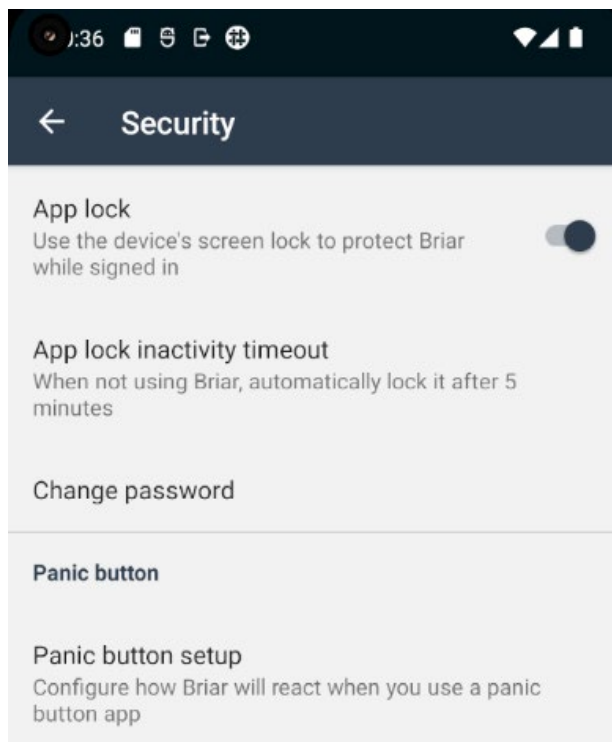 :36
Security
App lock
Use the device's screen lock to protect Briar
while signed in
App lock inactivity timeout
When not using Briar, automatically lock it after 5
minutes
Change password
Panic button
Panic button setup
Configure how Briar will react when you use a panic
button app